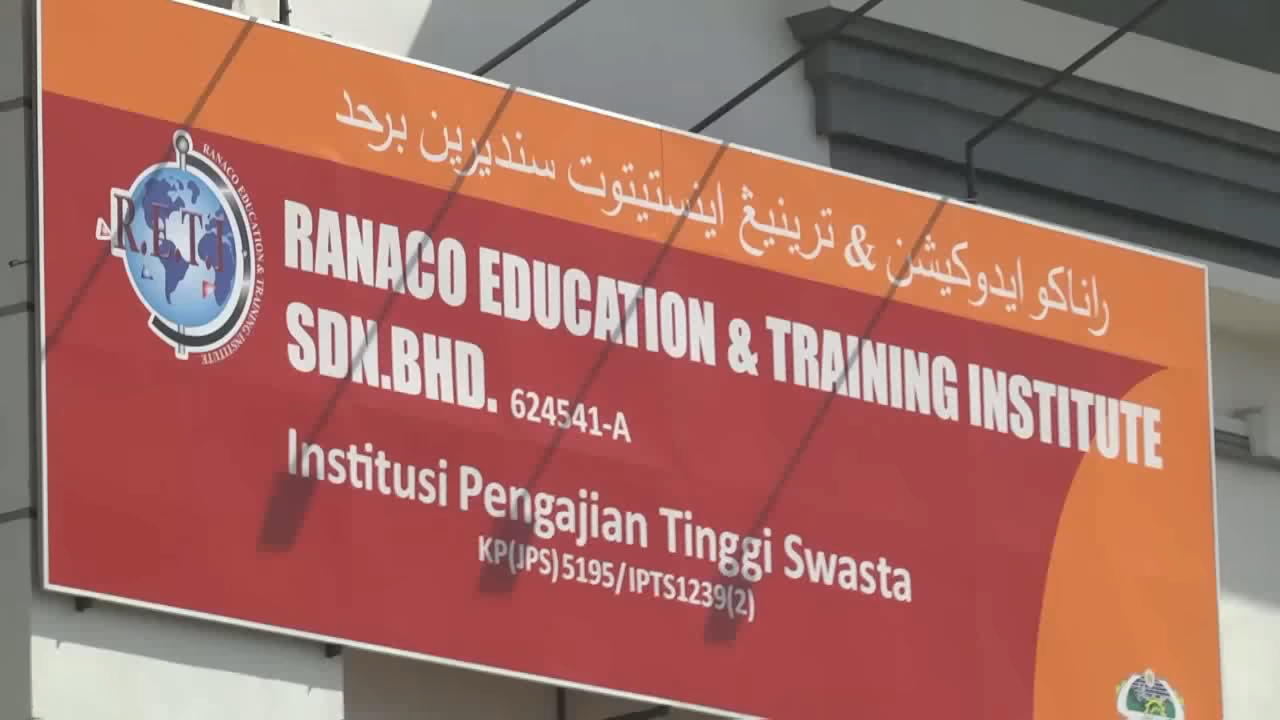 راناكو ايدوكيشن & ترينيڠ اينستيتيوت سنديرين برحد
RANACO EDUCATION & TRAINING INSTITUTE
SDN.BHD. 624541-A
Institusi Pengajian Tinggi Swasta
KP(JPS)5195/IPTS1239(2)
R.E.T.I
RANACO EDUCATION & TRAINING INSTITUTE